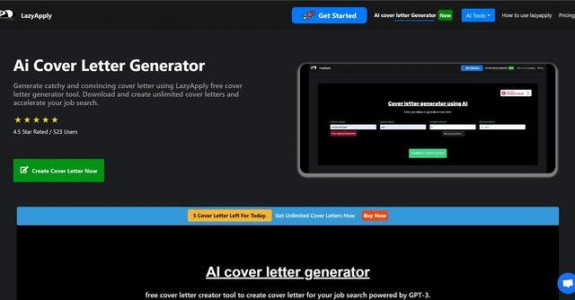 LazyApply
Get Started
Ai cover letter Generator New
AI Tools
How to use lazyapply
Pricing
Ai Cover Letter Generator
Generate catchy and convincing cover letter using LazyApply free cover
letter generator tool. Download and create unlimited cover letters and
accelerate your job search.
4.5 Star Rated / 523 Users
Create Cover Letter Now
Cover letter generator using AI
5 Cover Letter Left For Today.
Get Unlimited Cover Letters Now
Buy Now
AI cover letter generator
free cover letter creator tool to create cover letter for your job search powered by GPT-3.